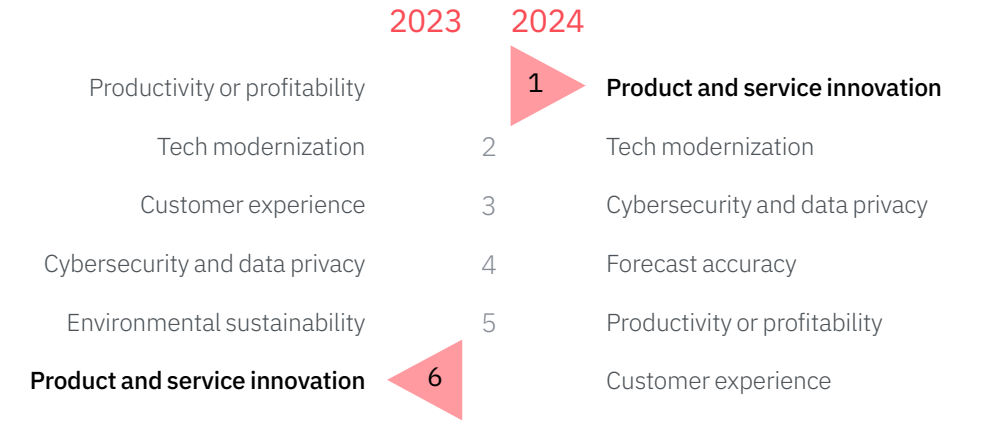 2023 2024
Productivity or profitability 1 Product and service innovation
Tech modernization 2 Tech modernization
Customer experience 3 Cybersecurity and data privacy
Cybersecurity and data privacy 4 Forecast accuracy
Environmental sustainability 5 Productivity or profitability
Product and service innovation 6 Customer experience